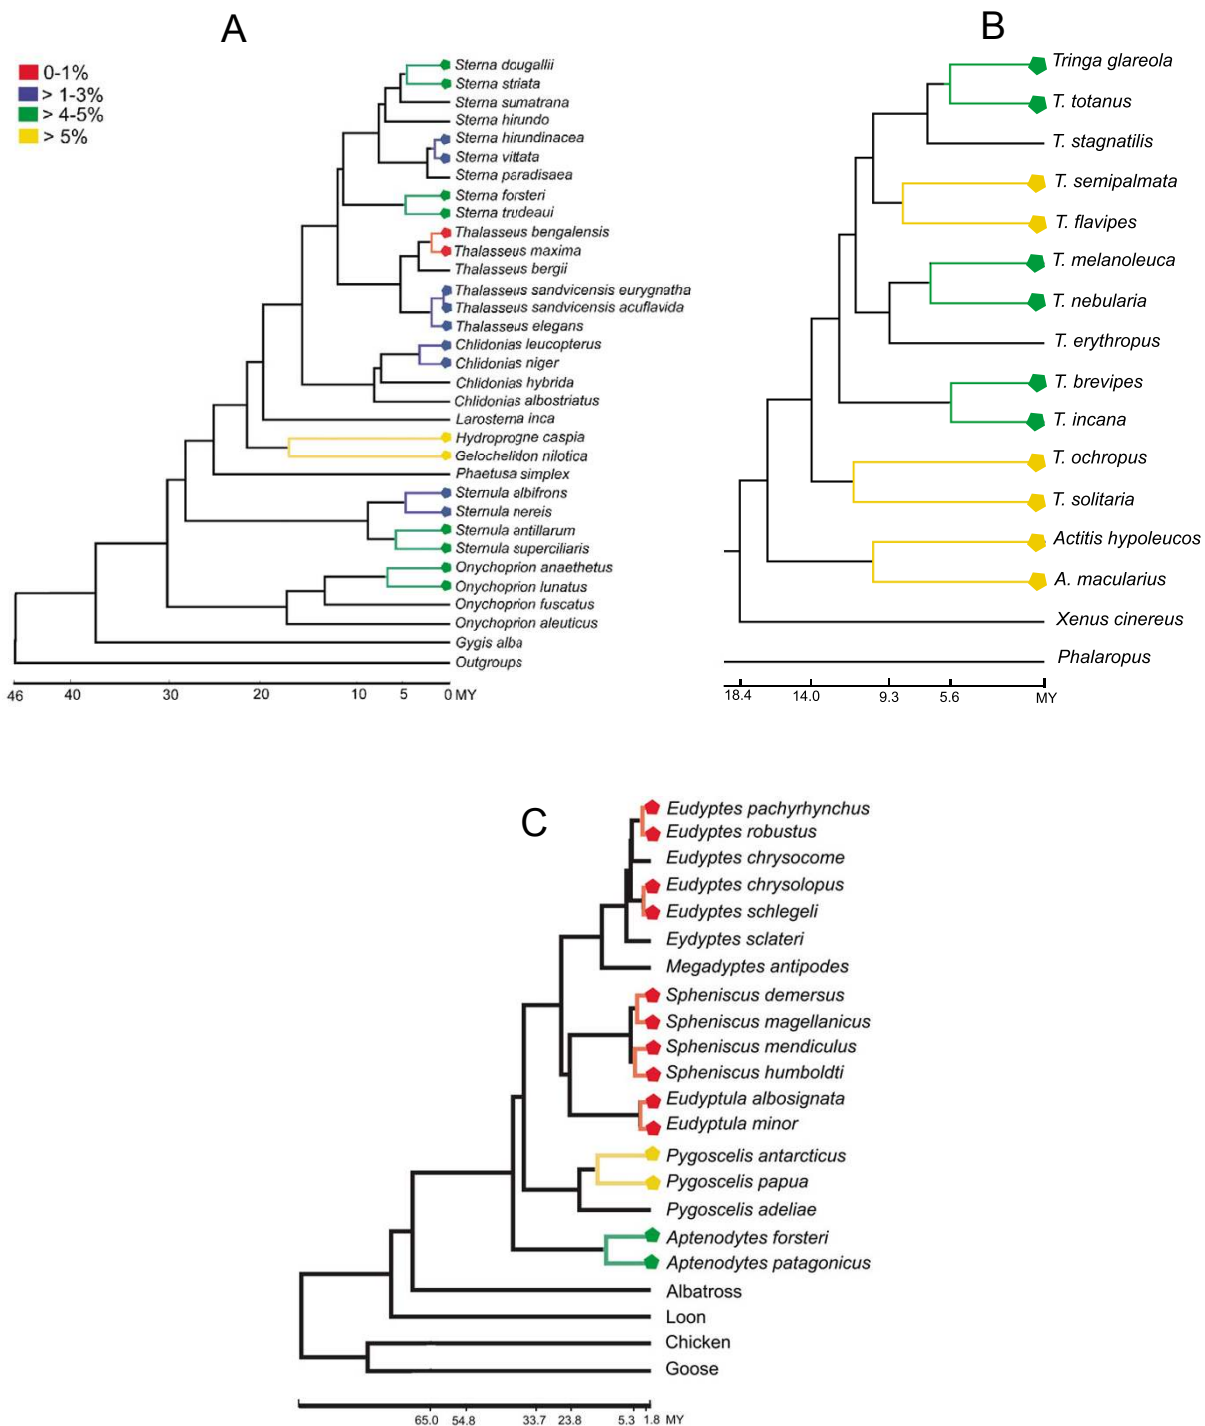 A
0-1%
> 1-3%
> 4-5%
> 5%
Sterna dougallii
Sterna striata
Sterna sumatrana
Sterna hirundo
Sterna hirundinacea
Sterna vittata
Sterna paradisaea
Sterna forsteri
Sterna trudeaui
Thalasseus bengalensis
Thalasseus maxima
Thalasseus bergii
Thalasseus sandvicensis eurygnatha
Thalasseus sandvicensis acuflavida
Thalasseus elegans
Chlidonias leucopterus
Chlidonias niger
Chlidonias hybrida
Chlidonias albostriatus
Larosterna inca
Hydroprogne caspia
Gelochelidon nilotica
Phaetusa simplex
Sternula albifrons
Sternula nereis
Sternula antillarum
Sternula superciliaris
Onychoprion anaethetus
Onychoprion lunatus
Onychoprion fuscatus
Onychoprion aleuticus
Gygis alba
Outgroups
46 40 30 20 10 5 0 MY
B
Tringa glareola
T. totanus
T. stagnatilis
T. semipalmata
T. flavipes
T. melanoleuca
T. nebularia
T. erythropus
T. brevipes
T. incana
T. ochropus
T. solitaria
Actitis hypoleucos
A. macularius
Xenus cinereus
Phalaropus
18.4 14.0 9.3 5.6 MY
C
Eudyptes pachyrhynchus
Eudyptes robustus
Eudyptes chrysocome
Eudyptes chrysolopus
Eudyptes schlegeli
Eydyptes sclateri
Megadyptes antipodes
Spheniscus demersus
Spheniscus magellanicus
Spheniscus mendiculus
Spheniscus humboldti
Eudyptula albosignata
Eudyptula minor
Pygoscelis antarcticus
Pygoscelis papua
Pygoscelis adeliae
Aptenodytes forsteri
Aptenodytes patagonicus
Albatross
Loon
Chicken
Goose
65.0 54.8 33.7 23.8 5.3 1.8 MY